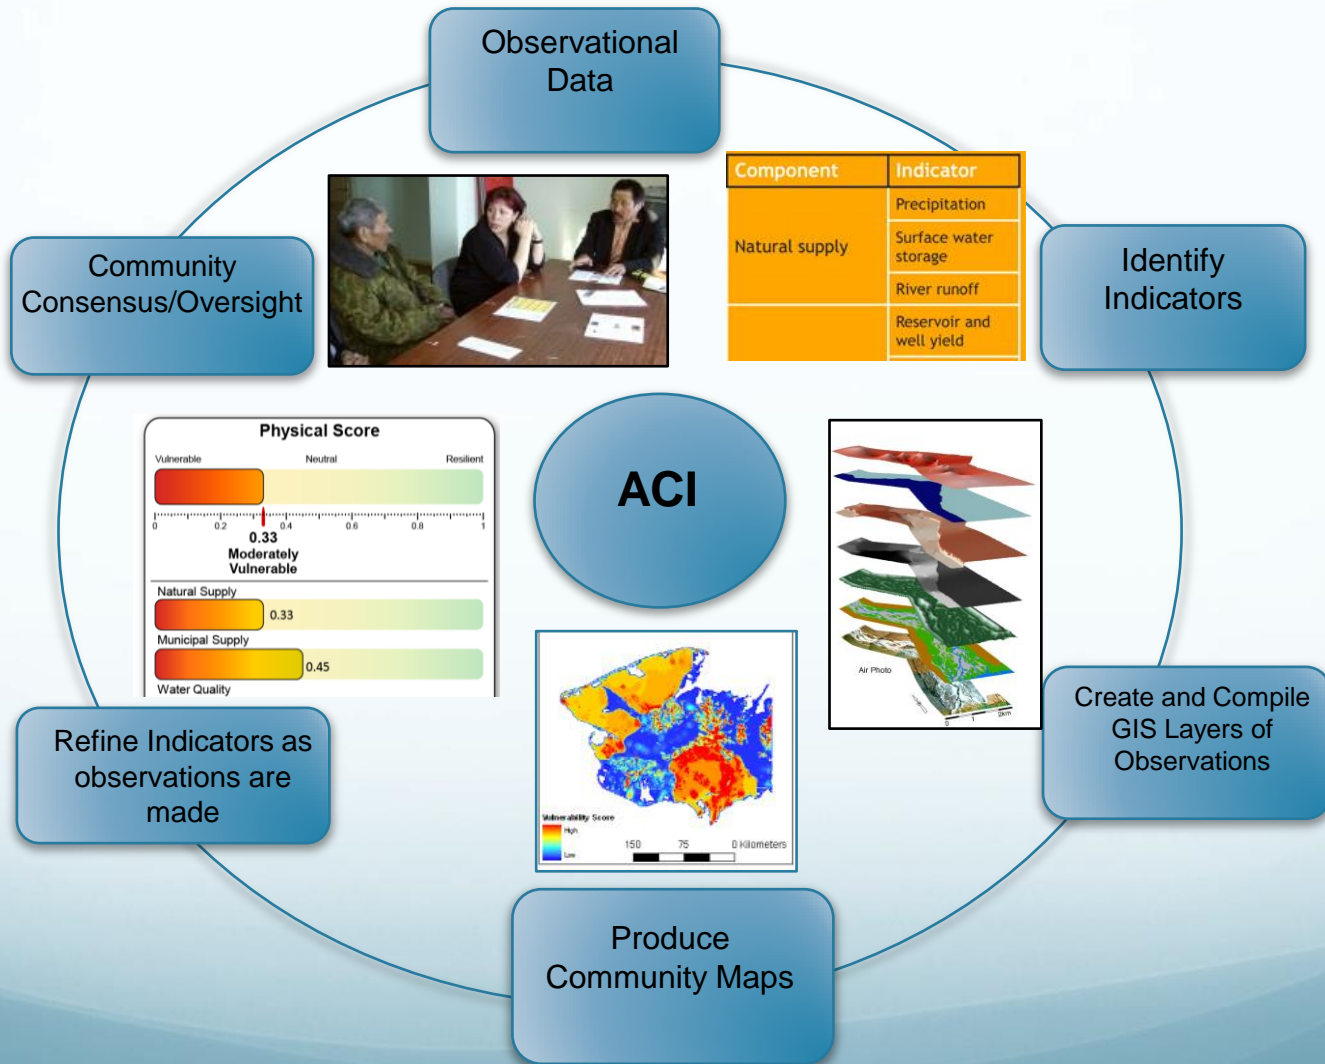 Observational
Data
Component
Indicator
Precipitation
Natural supply
Surface water
storage
River runoff
Reservoir and
well yield
Community
Consensus/Oversight
Identify
Indicators
Physical Score
Vulnerable
Neutral
Resilient
0
0.2
0.4
0.6
0.8
1
0.33
Moderately
Vulnerable
Natural Supply
0.33
Municipal Supply
0.45
Water Quality
ACI
Air Photo
0 1 2km
Vulnerability Score
High
Low
150 75 0 Kilometers
Refine Indicators as
observations are
made
Create and Compile
GIS Layers of
Observations
Produce
Community Maps